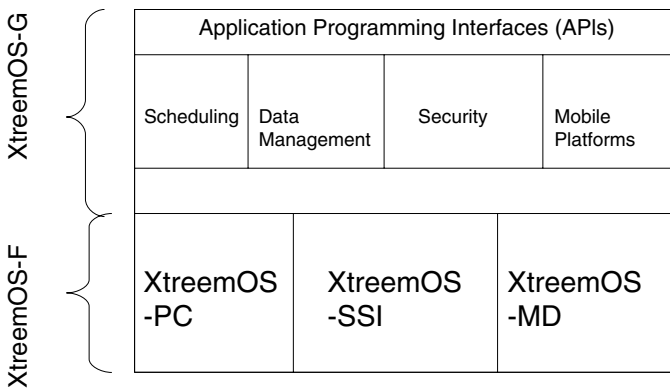 XtreemOS-G
Application Programming Interfaces (APIs)
Scheduling
Data
Management
Security
Mobile
Platforms
XtreemOS-F
XtreemOS
-PC
XtreemOS
-SSI
XtreemOS
-MD